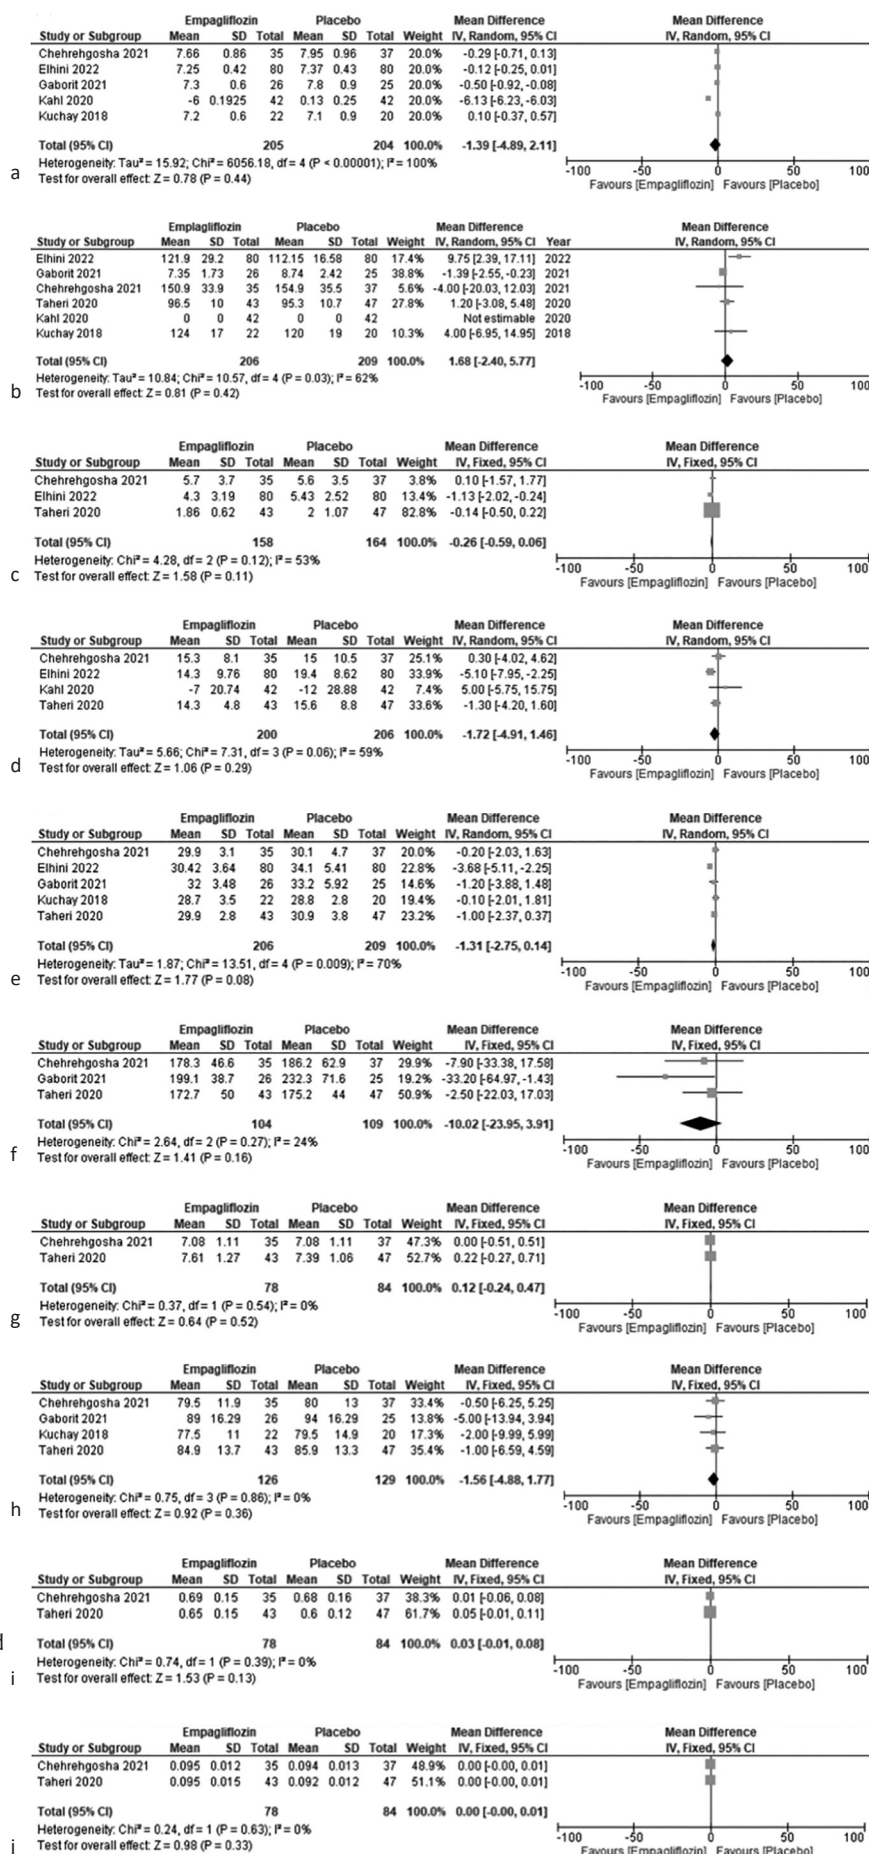 Empagliflozin Placebo Mean Difference Mean Difference
Study or Subgroup Mean SD Total Mean SD Total Weight IV, Random, 95% CI IV, Random, 95% CI
Chehrehgosha 2021 7.66 0.86 35 7.95 0.96 37 20.0% -0.29 [-0.71, 0.13]
Elhini 2022 7.25 0.42 80 7.37 0.43 80 20.0% -0.12 [-0.25, 0.01]
Gaborit 2021 7.3 0.6 26 7.8 0.9 25 20.0% -0.50 [-0.92, -0.08]
Kahl 2020 -6 0.1925 42 0.13 0.25 42 20.0% -6.13 [-6.23, -6.03]
Kuchay 2018 7.2 0.6 22 7.1 0.9 20 20.0% 0.10 [-0.37, 0.57]
Total (95% CI) 205 204 100.0% -1.39 [-4.89, 2.11]
Heterogeneity: Tau² = 15.92; Chi² = 6056.18, df = 4 (P < 0.00001); I² = 100%
Test for overall effect: Z = 0.78 (P = 0.44)
-100 -50 0 50 100
Favours [Empagliflozin] Favours [Placebo]
a
Emplagliflozin Placebo Mean Difference Mean Difference
Study or Subgroup Mean SD Total Mean SD Total Weight IV, Random, 95% CI Year IV, Random, 95% CI
Elhini 2022 121.9 29.2 80 112.15 16.58 80 17.4% 9.75 [2.39, 17.11] 2022
Gaborit 2021 7.35 1.73 26 8.74 2.42 25 38.8% -1.39 [-2.55, -0.23] 2021
Chehrehgosha 2021 150.9 33.9 35 154.9 35.5 37 5.6% -4.00 [-20.03, 12.03] 2021
Taheri 2020 96.5 10 43 95.3 10.7 47 27.8% 1.20 [-3.08, 5.48] 2020
Kahl 2020 0 0 42 0 0 42 Not estimable 2020
Kuchay 2018 124 17 22 120 19 20 10.3% 4.00 [-6.95, 14.95] 2018
Total (95% CI) 206 209 100.0% 1.68 [-2.40, 5.77]
Heterogeneity: Tau² = 10.84; Chi² = 10.57, df = 4 (P = 0.03); I² = 62%
Test for overall effect: Z = 0.81 (P = 0.42)
-100 -50 0 50 100
Favours [Empagliflozin] Favours [Placebo]
b
Empagliflozin Placebo Mean Difference Mean Difference
Study or Subgroup Mean SD Total Mean SD Total Weight IV, Fixed, 95% CI IV, Fixed, 95% CI
Chehrehgosha 2021 5.7 3.7 35 5.6 3.5 37 3.8% 0.10 [-1.57, 1.77]
Elhini 2022 4.3 3.19 80 5.43 2.52 80 13.4% -1.13 [-2.02, -0.24]
Taheri 2020 1.86 0.62 43 2 1.07 47 82.8% -0.14 [-0.50, 0.22]
Total (95% CI) 158 164 100.0% -0.26 [-0.59, 0.06]
Heterogeneity: Chi² = 4.28, df = 2 (P = 0.12); I² = 53%
Test for overall effect: Z = 1.58 (P = 0.11)
-100 -50 0 50 100
Favours [Empagliflozin] Favours [Placebo]
c
Empagliflozin Placebo Mean Difference Mean Difference
Study or Subgroup Mean SD Total Mean SD Total Weight IV, Random, 95% CI IV, Random, 95% CI
Chehrehgosha 2021 15.3 8.1 35 15 10.5 37 25.1% 0.30 [-4.02, 4.62]
Elhini 2022 14.3 9.76 80 19.4 8.62 80 33.9% -5.10 [-7.95, -2.25]
Kahl 2020 -7 20.74 42 -12 28.88 42 7.4% 5.00 [-5.75, 15.75]
Taheri 2020 14.3 4.8 43 15.6 8.8 47 33.6% -1.30 [-4.20, 1.60]
Total (95% CI) 200 206 100.0% -1.72 [-4.91, 1.46]
Heterogeneity: Tau² = 5.66; Chi² = 7.31, df = 3 (P = 0.06); I² = 59%
Test for overall effect: Z = 1.06 (P = 0.29)
-100 -50 0 50 100
Favours [Empagliflozin] Favours [Placebo]
d
Empagliflozin Placebo Mean Difference Mean Difference
Study or Subgroup Mean SD Total Mean SD Total Weight IV, Random, 95% CI IV, Random, 95% CI
Chehrehgosha 2021 29.9 3.1 35 30.1 4.7 37 20.0% -0.20 [-2.03, 1.63]
Elhini 2022 30.42 3.64 80 34.1 5.41 80 22.8% -3.68 [-5.11, -2.25]
Gaborit 2021 32 3.48 26 33.2 5.92 25 14.6% -1.20 [-3.88, 1.48]
Kuchay 2018 28.7 3.5 22 28.8 2.8 20 19.4% -0.10 [-2.01, 1.81]
Taheri 2020 29.9 2.8 43 30.9 3.8 47 23.2% -1.00 [-2.37, 0.37]
Total (95% CI) 206 209 100.0% -1.31 [-2.75, 0.14]
Heterogeneity: Tau² = 1.87; Chi² = 13.51, df = 4 (P = 0.009); I² = 70%
Test for overall effect: Z = 1.77 (P = 0.08)
-100 -50 0 50 100
Favours [Empagliflozin] Favours [Placebo]
e
Empagliflozin Placebo Mean Difference Mean Difference
Study or Subgroup Mean SD Total Mean SD Total Weight IV, Fixed, 95% CI IV, Fixed, 95% CI
Chehrehgosha 2021 178.3 46.6 35 186.2 62.9 37 29.9% -7.90 [-33.38, 17.58]
Gaborit 2021 199.1 38.7 26 232.3 71.6 25 19.2% -33.20 [-64.97, -1.43]
Taheri 2020 172.7 50 43 175.2 44 47 50.9% -2.50 [-22.03, 17.03]
Total (95% CI) 104 109 100.0% -10.02 [-23.95, 3.91]
Heterogeneity: Chi² = 2.64, df = 2 (P = 0.27); I² = 24%
Test for overall effect: Z = 1.41 (P = 0.16)
-100 -50 0 50 100
Favours [Empagliflozin] Favours [Placebo]
f
Empagliflozin Placebo Mean Difference Mean Difference
Study or Subgroup Mean SD Total Mean SD Total Weight IV, Fixed, 95% CI IV, Fixed, 95% CI
Chehrehgosha 2021 7.08 1.11 35 7.08 1.11 37 47.3% 0.00 [-0.51, 0.51]
Taheri 2020 7.61 1.27 43 7.39 1.06 47 52.7% 0.22 [-0.27, 0.71]
Total (95% CI) 78 84 100.0% 0.12 [-0.24, 0.47]
Heterogeneity: Chi² = 0.37, df = 1 (P = 0.54); I² = 0%
Test for overall effect: Z = 0.64 (P = 0.52)
-100 -50 0 50 100
Favours [Empagliflozin] Favours [Placebo]
g
Empagliflozin Placebo Mean Difference Mean Difference
Study or Subgroup Mean SD Total Mean SD Total Weight IV, Fixed, 95% CI IV, Fixed, 95% CI
Chehrehgosha 2021 79.5 11.9 35 80 13 37 33.4% -0.50 [-6.25, 5.25]
Gaborit 2021 89 16.29 26 94 16.29 25 13.8% -5.00 [-13.94, 3.94]
Kuchay 2018 77.5 11 22 79.5 14.9 20 17.3% -2.00 [-9.99, 5.99]
Taheri 2020 84.9 13.7 43 85.9 13.3 47 35.4% -1.00 [-6.59, 4.59]
Total (95% CI) 126 129 100.0% -1.56 [-4.88, 1.77]
Heterogeneity: Chi² = 0.75, df = 3 (P = 0.86); I² = 0%
Test for overall effect: Z = 0.92 (P = 0.36)
-100 -50 0 50 100
Favours [Empagliflozin] Favours [Placebo]
h
Empagliflozin Placebo Mean Difference Mean Difference
Study or Subgroup Mean SD Total Mean SD Total Weight IV, Fixed, 95% CI IV, Fixed, 95% CI
Chehrehgosha 2021 0.69 0.15 35 0.68 0.16 37 38.3% 0.01 [-0.06, 0.08]
Taheri 2020 0.65 0.15 43 0.6 0.12 47 61.7% 0.05 [-0.01, 0.11]
Total (95% CI) 78 84 100.0% 0.03 [-0.01, 0.08]
Heterogeneity: Chi² = 0.74, df = 1 (P = 0.39); I² = 0%
Test for overall effect: Z = 1.53 (P = 0.13)
-100 -50 0 50 100
Favours [Empagliflozin] Favours [Placebo]
i
Empagliflozin Placebo Mean Difference Mean Difference
Study or Subgroup Mean SD Total Mean SD Total Weight IV, Fixed, 95% CI IV, Fixed, 95% CI
Chehrehgosha 2021 0.095 0.012 35 0.094 0.013 37 48.9% 0.00 [-0.00, 0.01]
Taheri 2020 0.095 0.015 43 0.092 0.012 47 51.1% 0.00 [-0.00, 0.01]
Total (95% CI) 78 84 100.0% 0.00 [-0.00, 0.01]
Heterogeneity: Chi² = 0.24, df = 1 (P = 0.63); I² = 0%
Test for overall effect: Z = 0.98 (P = 0.33)
-100 -50 0 50 100
Favours [Empagliflozin] Favours [Placebo]